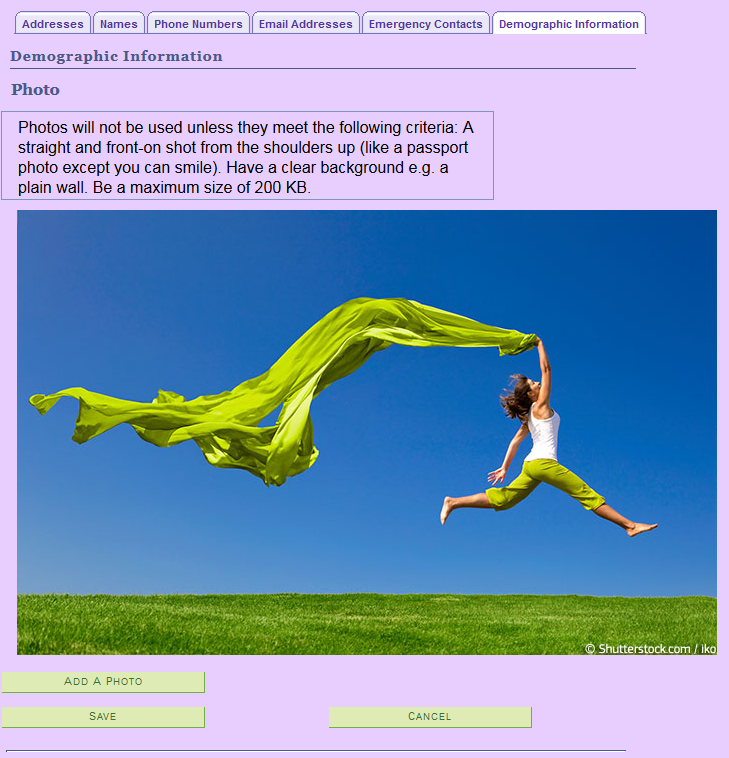 Addresses Names Phone Numbers Email Addresses Emergency Contacts Demographic Information
Demographic Information
Photo
Photos will not be used unless they meet the following criteria: A
straight and front-on shot from the shoulders up (like a passport
photo except you can smile). Have a clear background e.g. a
plain wall. Be a maximum size of 200 KB.
© Shutterstock.com / iko
ADD A PHOTO
SAVE CANCEL